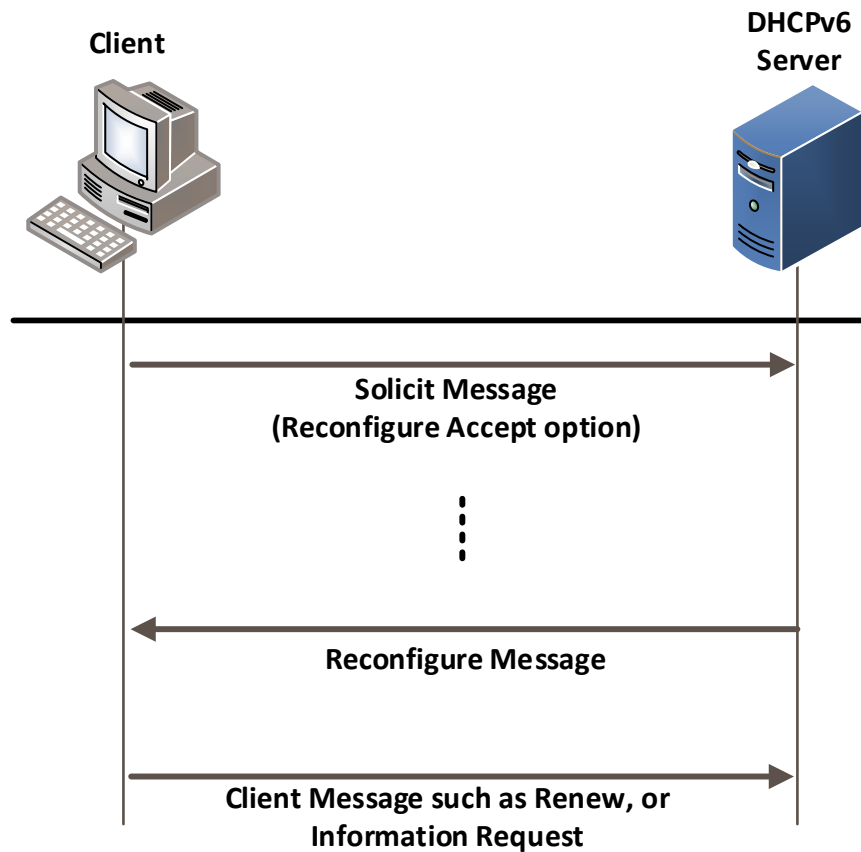 Client
DHCPv6
Server
Solicit Message
(Reconfigure Accept option)
Reconfigure Message
Client Message such as Renew, or
Information Request